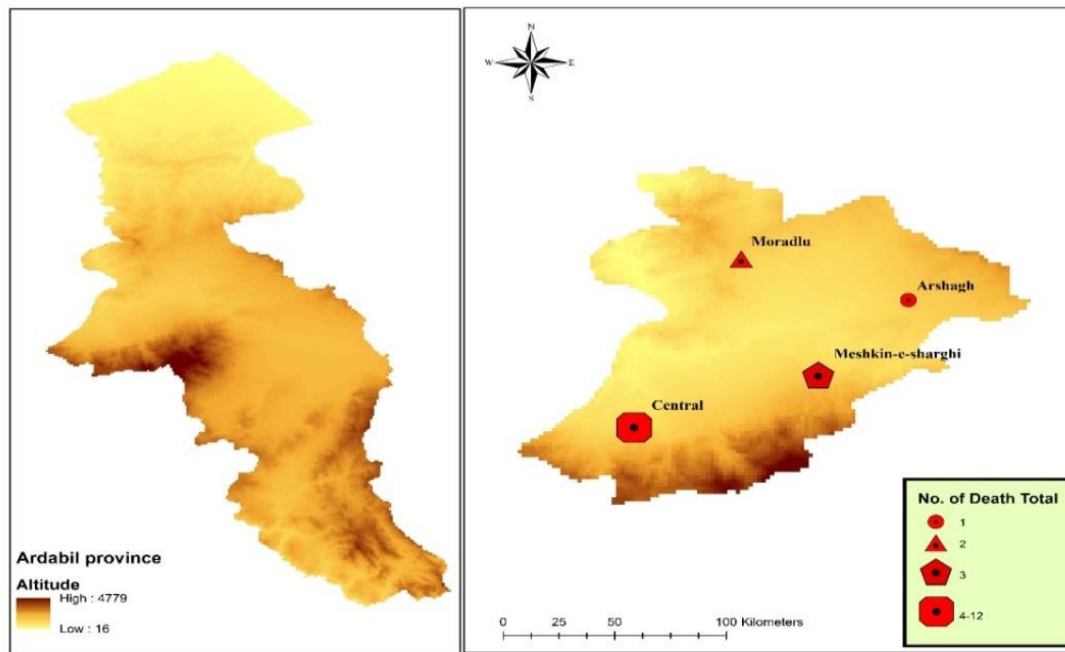 Ardabil province
Altitude
High : 4779
Low : 16
N
W
E
S
Moradlu
Arshagh
Meshkin-e-sharghi
Central
No. of Death Total
1
2
3
4-12
0 25 50 100 Kilometers